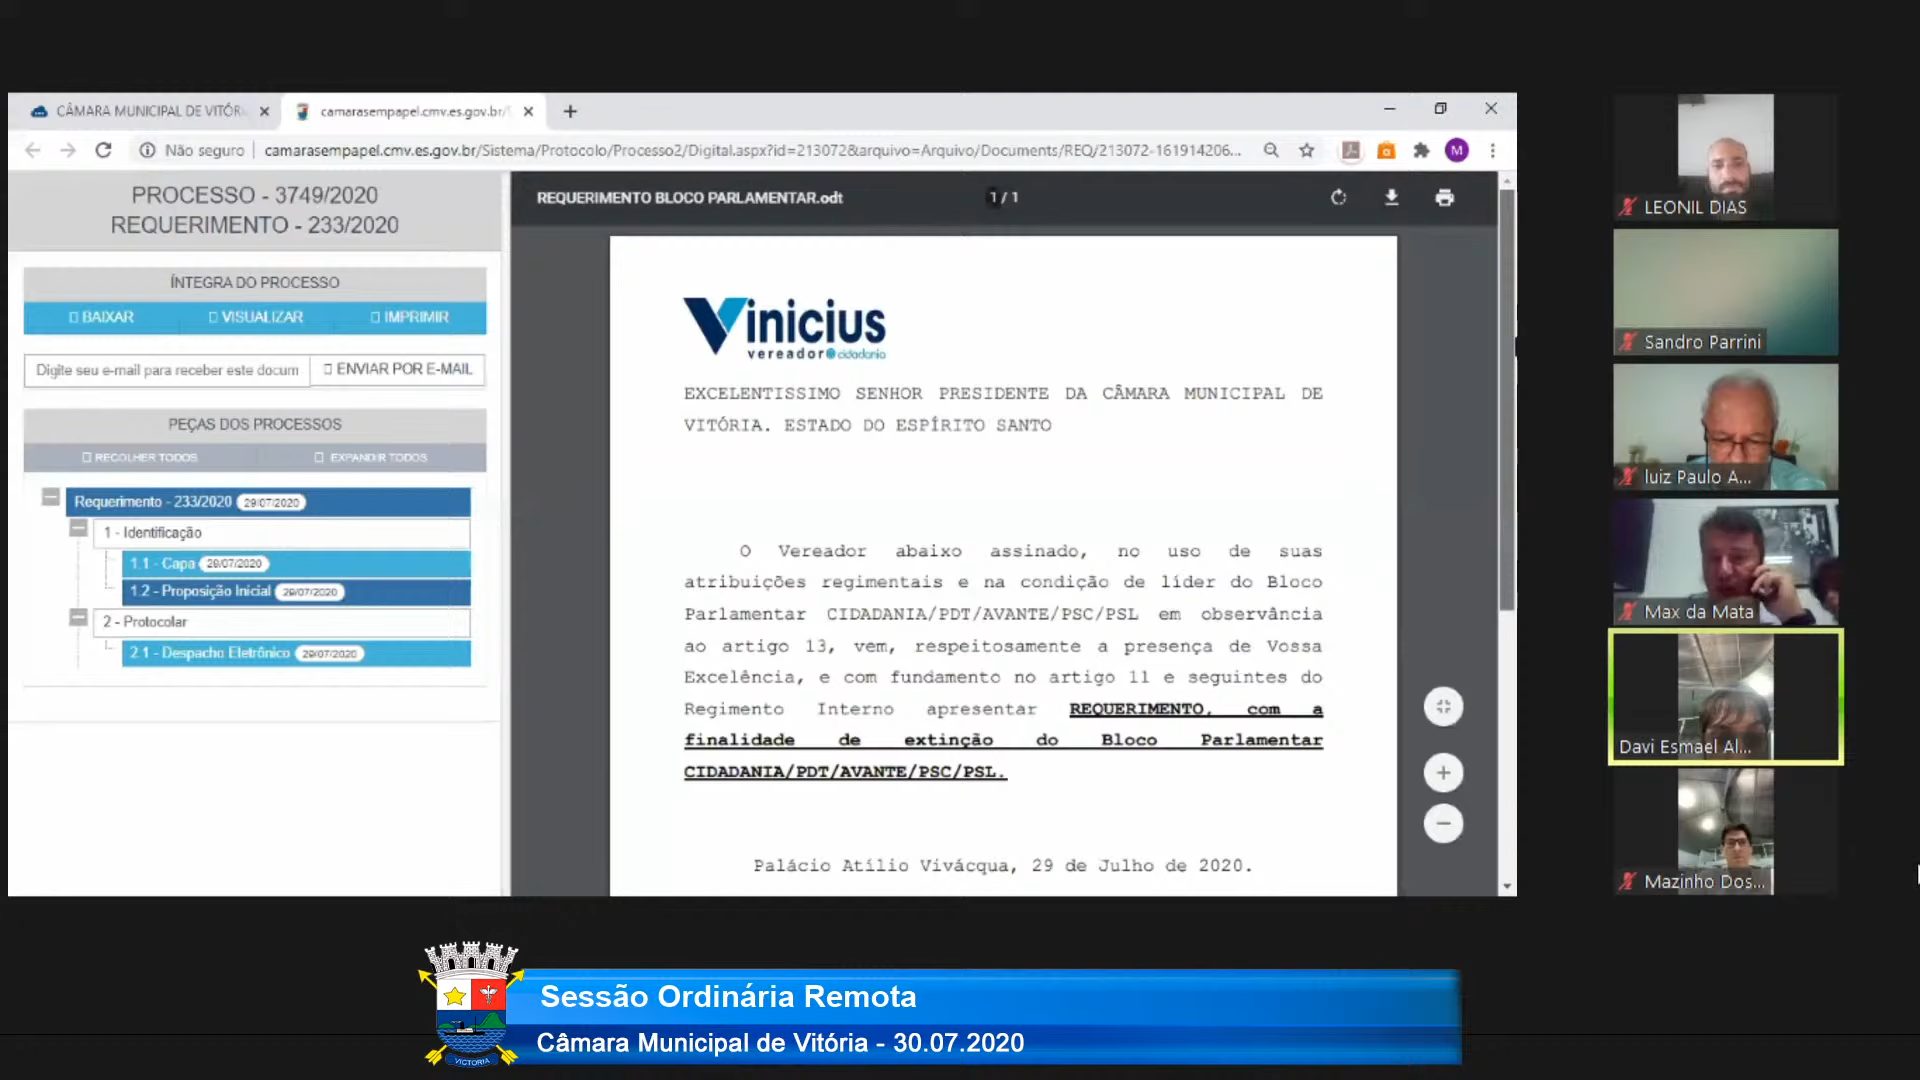 CÂMARA MUNICIPAL DE VITÓR
camarasempapel.cmv.es.gov.br/
Não seguro
camarasempapel.cmv.es.gov.br/Sistema/Protocolo/Processo2/Digital.aspx?id=213072&arquivo=Arquivo/Documents/REQ/213072-161914206...
M
PROCESSO - 3749/2020
REQUERIMENTO - 233/2020
ÍNTEGRA DO PROCESSO
BAIXAR
VISUALIZAR
IMPRIMIR
Digite seu e-mail para receber este docum
ENVIAR POR E-MAIL
PEÇAS DOS PROCESSOS
RECOLHER TODOS
EXPANDIR TODOS
Requerimento - 233/2020 29/07/2020
1 - Identificação
1.1 - Capa 29/07/2020
1.2 - Proposição Inicial 29/07/2020
2 - Protocolar
2.1 - Despacho Eletrônico 29/07/2020
REQUERIMENTO BLOCO PARLAMENTAR.odt
1 / 1
Vinicius
vereador cidadania
EXCELENTISSIMO SENHOR PRESIDENTE DA CÂMARA MUNICIPAL DE
VITÓRIA. ESTADO DO ESPÍRITO SANTO
O Vereador abaixo assinado, no uso de suas
atribuições regimentais e na condição de líder do Bloco
Parlamentar CIDADANIA/PDT/AVANTE/PSC/PSL em observância
ao artigo 13, vem, respeitosamente a presença de Vossa
Excelência, e com fundamento no artigo 11 e seguintes do
Regimento Interno apresentar REQUERIMENTO, com a
finalidade de extinção do Bloco Parlamentar
CIDADANIA/PDT/AVANTE/PSC/PSL.
Palácio Atílio Vivácqua, 29 de Julho de 2020.
LEONIL DIAS
Sandro Parrini
luiz Paulo A...
Max da Mata
Davi Esmael Al...
Mazinho Dos...
VICTORIA
Sessão Ordinária Remota
Câmara Municipal de Vitória - 30.07.2020